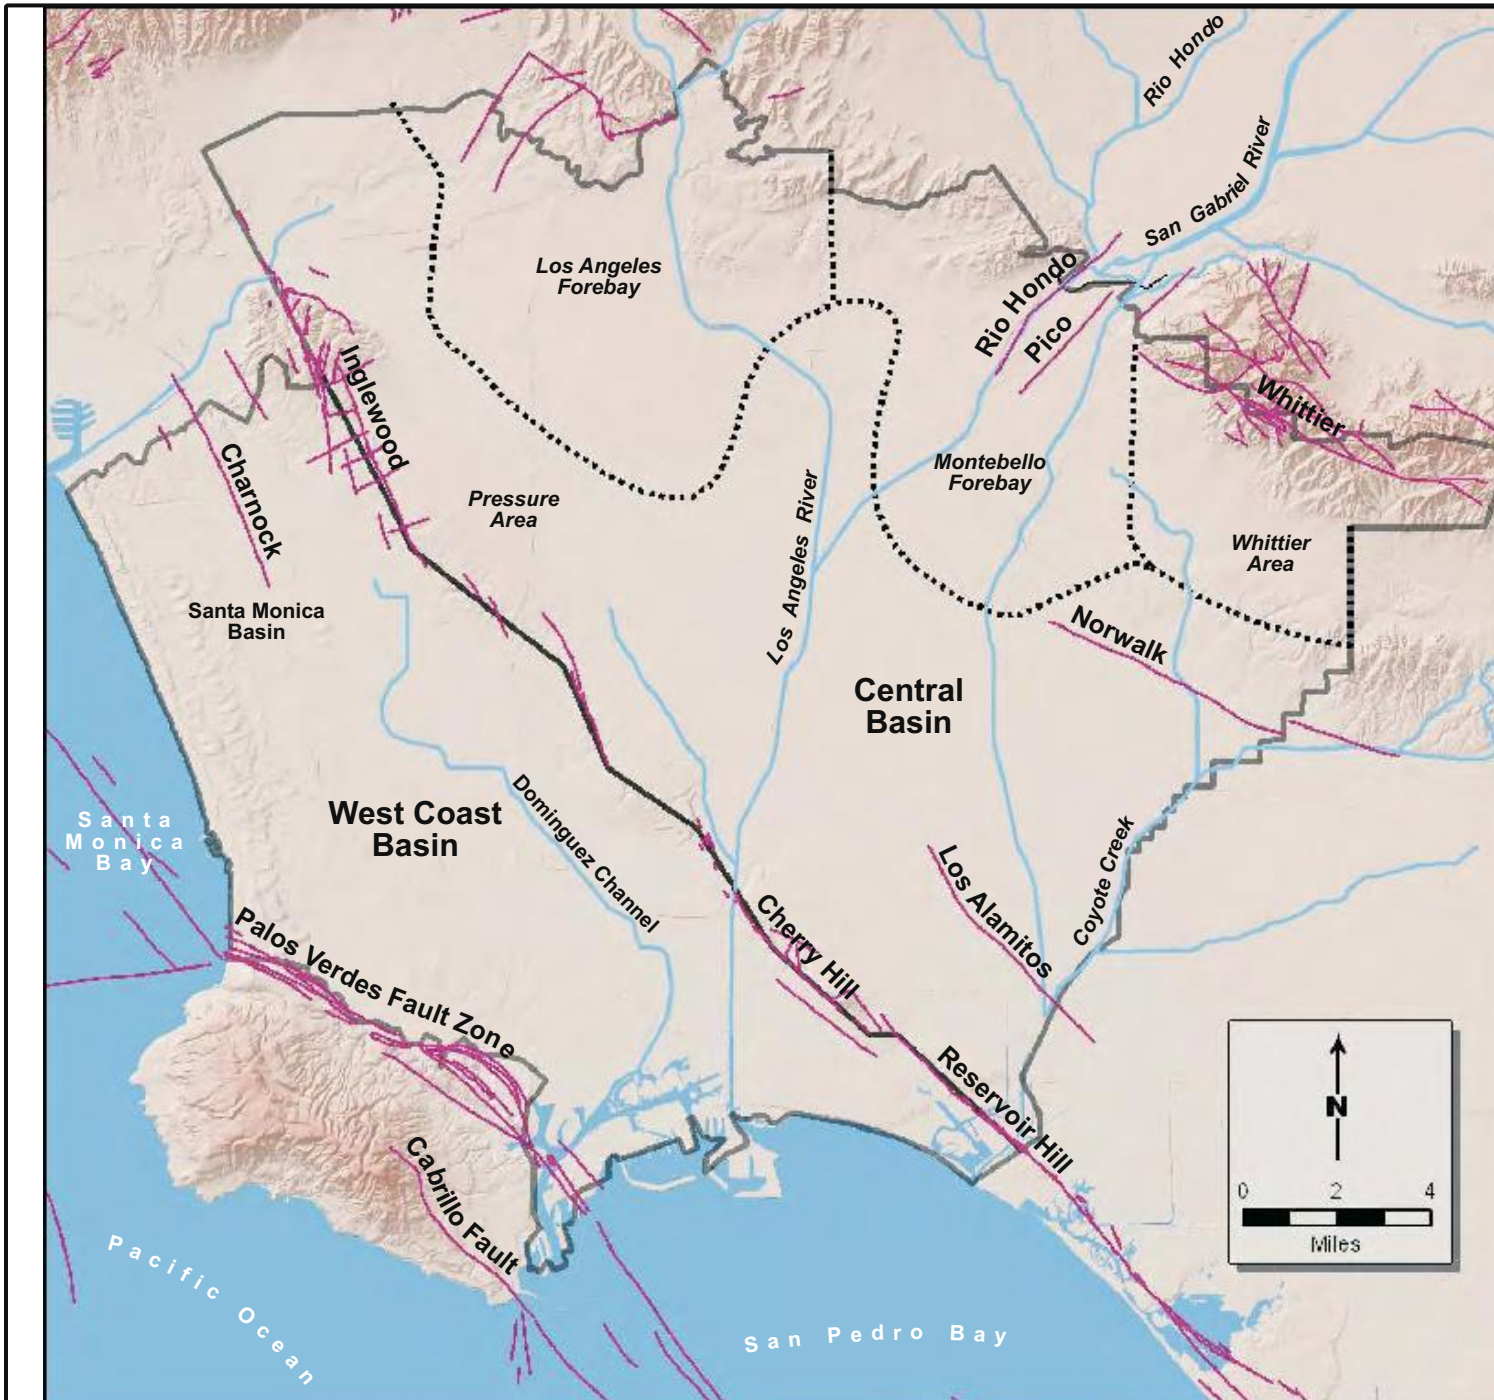 Rio Hondo
San Gabriel River
Los Angeles
Forebay
Rio Hondo
Pico
Inglewood
Whittier
Charnock
Pressure
Area
Montebello
Forebay
Los Angeles River
Whittier
Area
Santa Monica
Basin
Norwalk
Central
Basin
Santa
Monica
Bay
West Coast
Basin
Dominguez Channel
Los Alamitos
Coyote Creek
Cherry Hill
Palos Verdes Fault Zone
Reservoir Hill
Cabrillo Fault
N
0 2 4
Miles
Pacific Ocean
San Pedro Bay